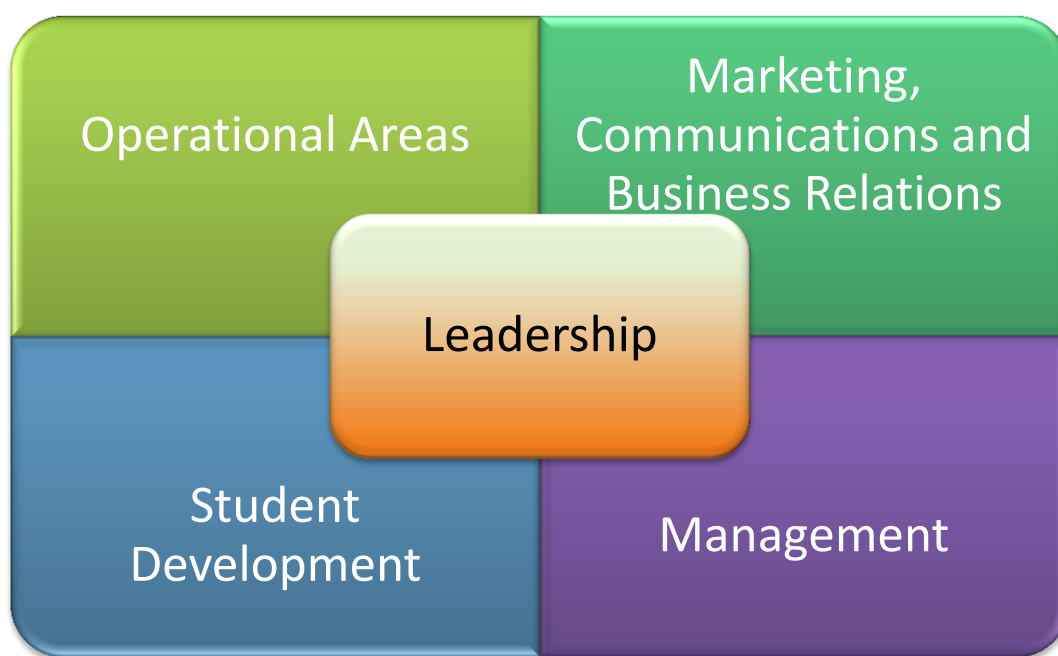 Operational Areas
Marketing,
Communications and
Business Relations
Leadership
Student
Development
Management